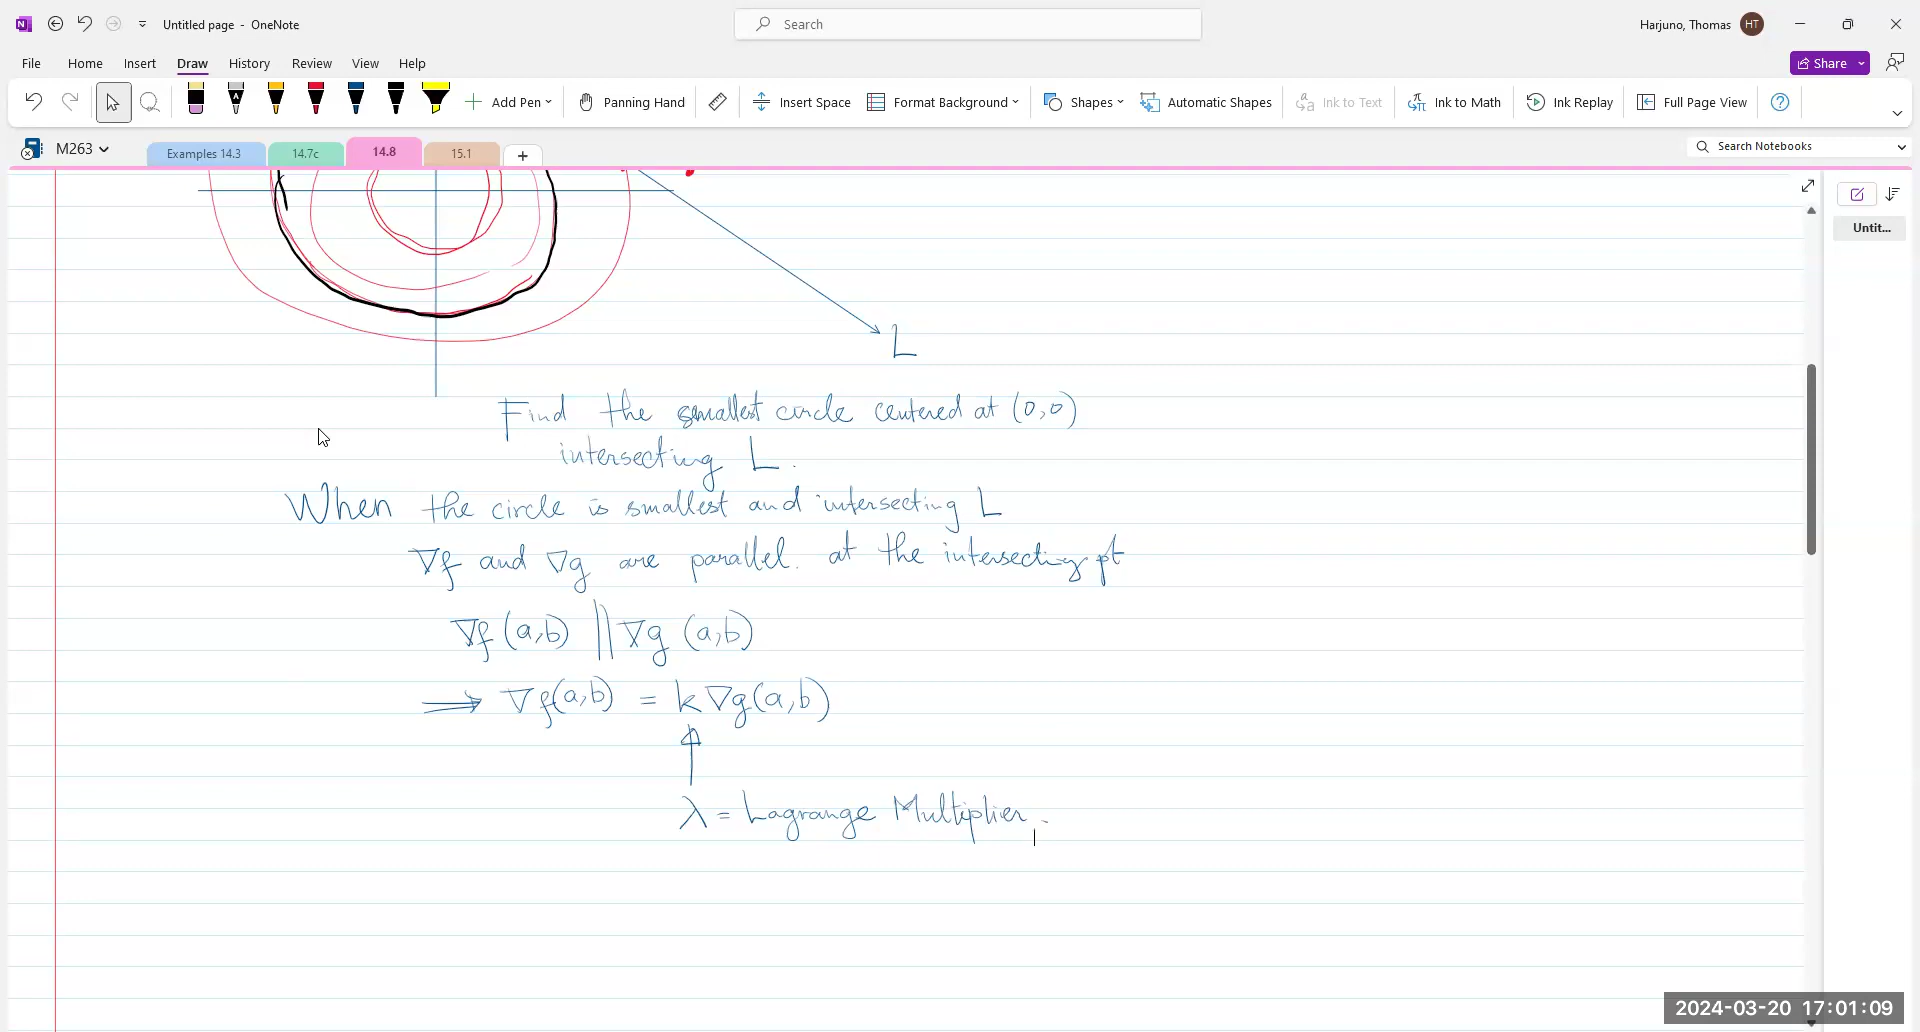 Untitled page - OneNote
Search
Harjuno, Thomas
HT
File Home Insert Draw History Review View Help
Share
Add Pen
Panning Hand
Insert Space
Format Background
Shapes
Automatic Shapes
Ink to Text
Ink to Math
Ink Replay
Full Page View
M263
Examples 14.3
14.7c
14.8
15.1
Search Notebooks
Untit...
L
Find the smallest circle centered at (0,0)
intersecting L.
When the circle is smallest and intersecting L
∇f and ∇g are parallel. at the intersecting pt
∇f(a,b) || ∇g (a,b)
⟹ ∇f(a,b) = k∇g(a,b)
λ = Lagrange Multiplier.
2024-03-20 17:01:09